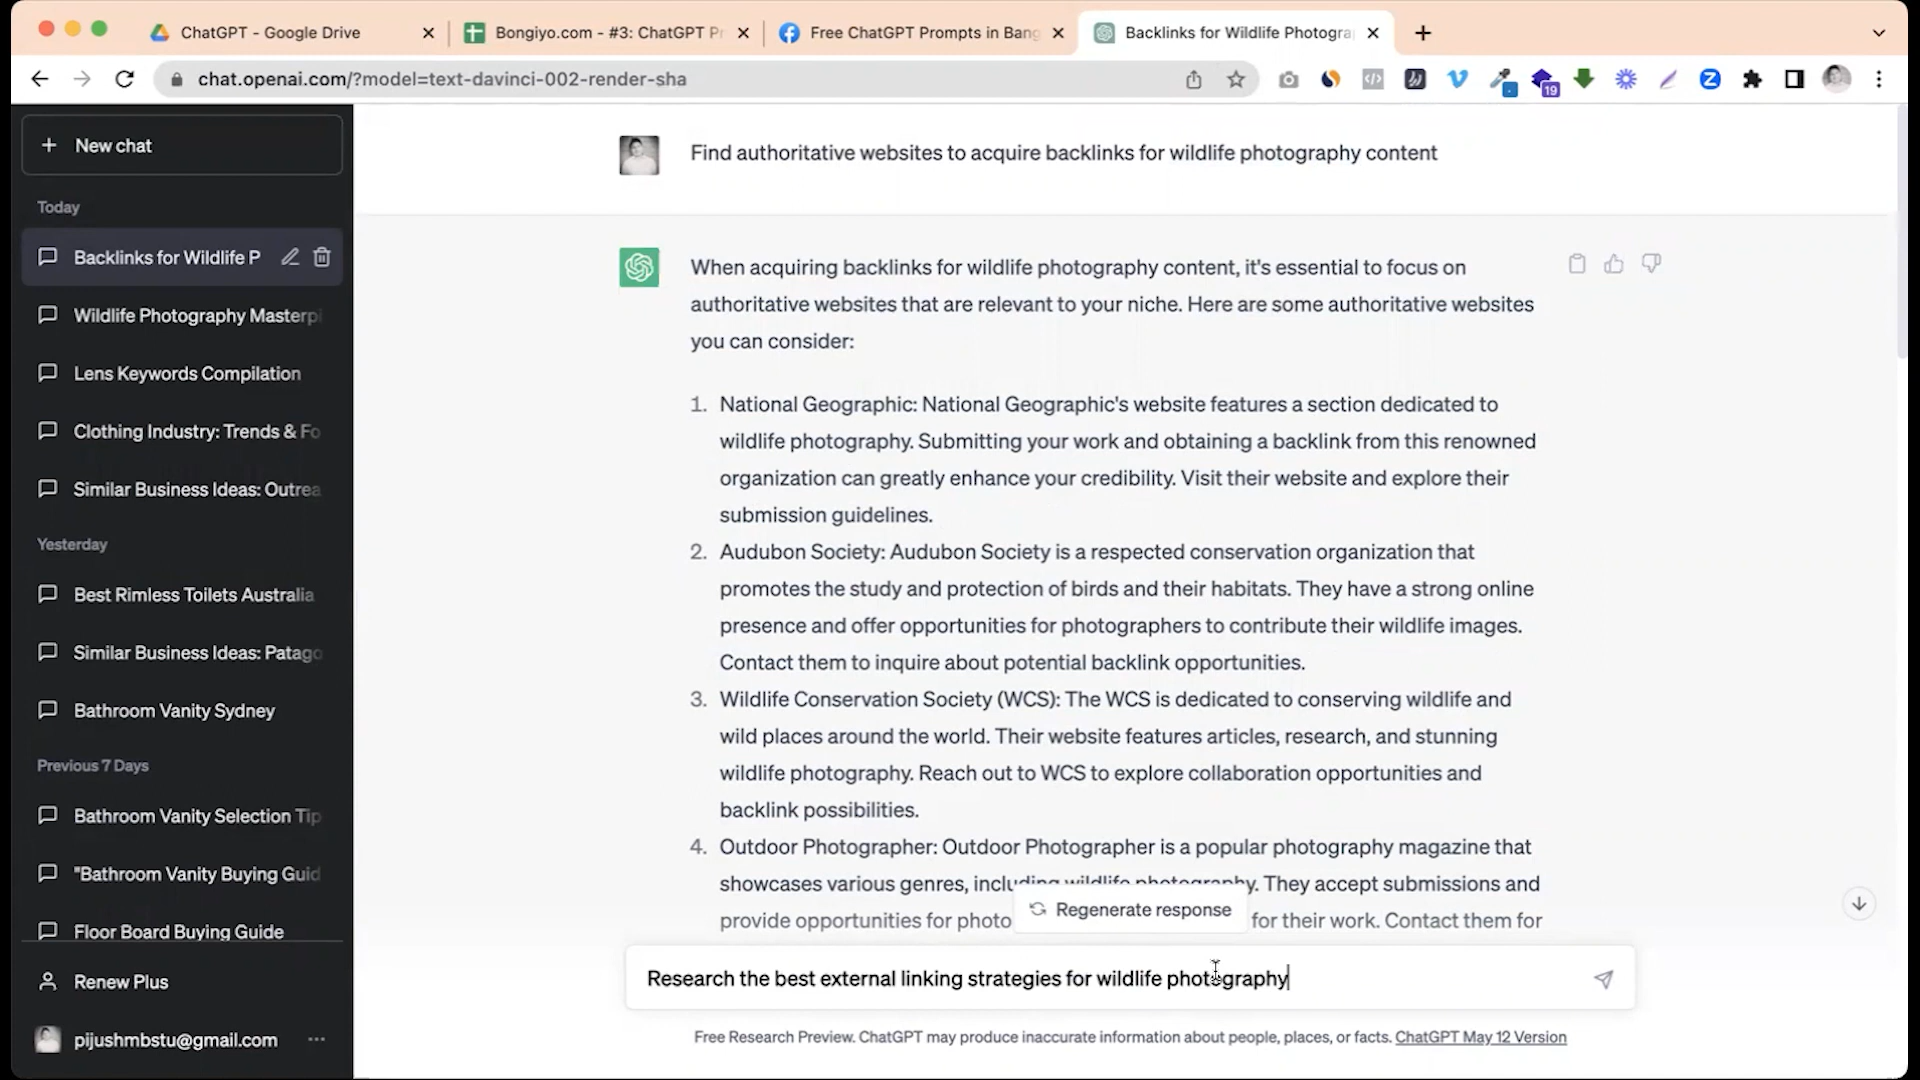 ChatGPT - Google Drive
Bongiyo.com - #3: ChatGPT Pr
Free ChatGPT Prompts in Bang
Backlinks for Wildlife Photogra
chat.openai.com/?model=text-davinci-002-render-sha
19
New chat
Today
Backlinks for Wildlife P
Wildlife Photography Masterpi
Lens Keywords Compilation
Clothing Industry: Trends & Fo
Similar Business Ideas: Outrea
Yesterday
Best Rimless Toilets Australia
Similar Business Ideas: Patago
Bathroom Vanity Sydney
Previous 7 Days
Bathroom Vanity Selection Tip
"Bathroom Vanity Buying Guid
Floor Board Buying Guide
Renew Plus
pijushmbstu@gmail.com
Find authoritative websites to acquire backlinks for wildlife photography content
When acquiring backlinks for wildlife photography content, it's essential to focus on
authoritative websites that are relevant to your niche. Here are some authoritative websites
you can consider:
1. National Geographic: National Geographic's website features a section dedicated to
wildlife photography. Submitting your work and obtaining a backlink from this renowned
organization can greatly enhance your credibility. Visit their website and explore their
submission guidelines.
2. Audubon Society: Audubon Society is a respected conservation organization that
promotes the study and protection of birds and their habitats. They have a strong online
presence and offer opportunities for photographers to contribute their wildlife images.
Contact them to inquire about potential backlink opportunities.
3. Wildlife Conservation Society (WCS): The WCS is dedicated to conserving wildlife and
wild places around the world. Their website features articles, research, and stunning
wildlife photography. Reach out to WCS to explore collaboration opportunities and
backlink possibilities.
4. Outdoor Photographer: Outdoor Photographer is a popular photography magazine that
showcases various genres, including wildlife photography. They accept submissions and
provide opportunities for photo for their work. Contact them for
Regenerate response
Research the best external linking strategies for wildlife photography
Free Research Preview. ChatGPT may produce inaccurate information about people, places, or facts. ChatGPT May 12 Version